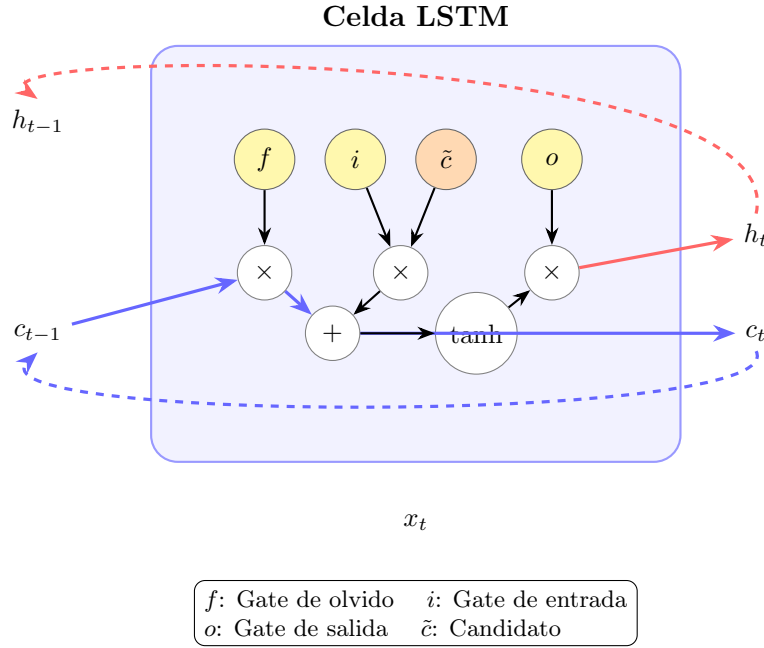 Celda LSTM
h_{t-1}
f i c̃ o
h_t
× × ×
c_{t-1} + tanh c_t
x_t
f: Gate de olvido i: Gate de entrada
o: Gate de salida c̃: Candidato